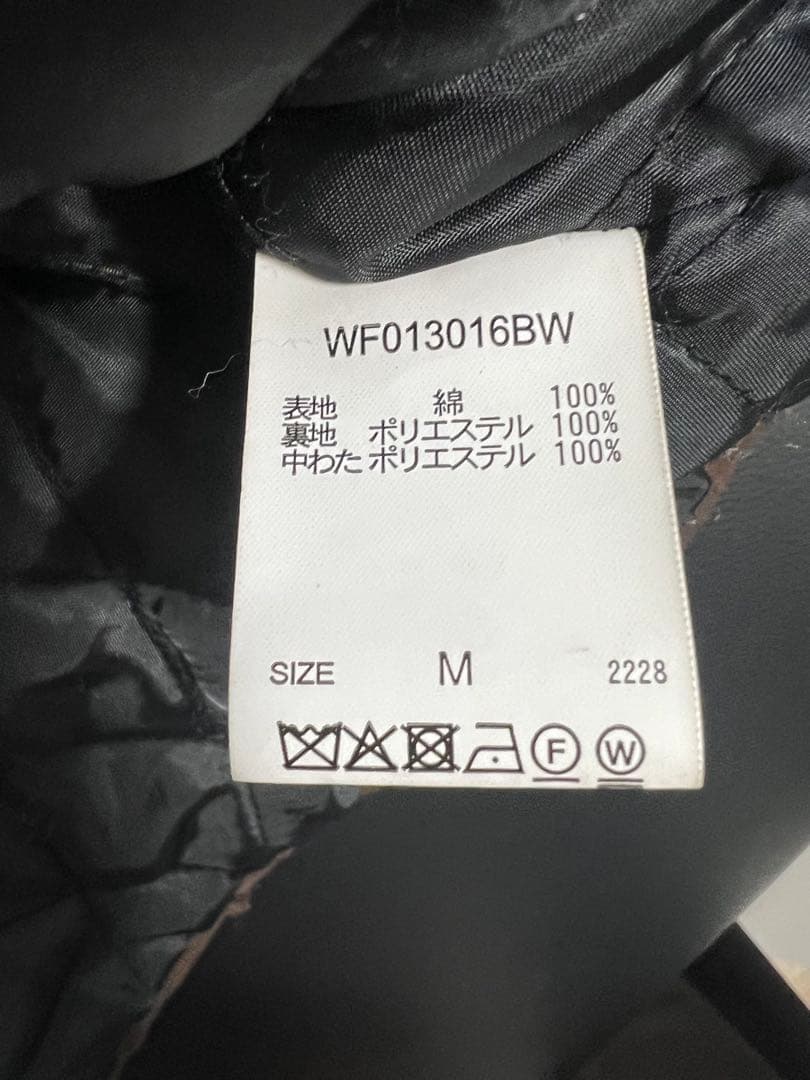 WF013016BW
表地 綿 100%
裏地 ポリエステル 100%
中わた ポリエステル 100%
SIZE M 2228
F W